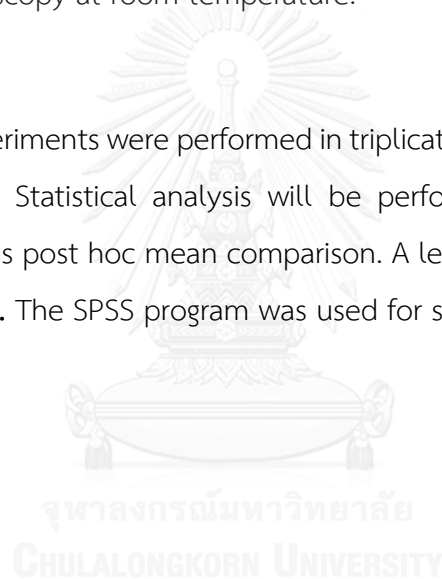 scopy at room temperature.
eriments were performed in triplicat
Statistical analysis will be perfo
s post hoc mean comparison. A le
. The SPSS program was used for s
จุฬาลงกรณ์มหาวิทยาลัย
CHULALONGKORN UNIVERSITY